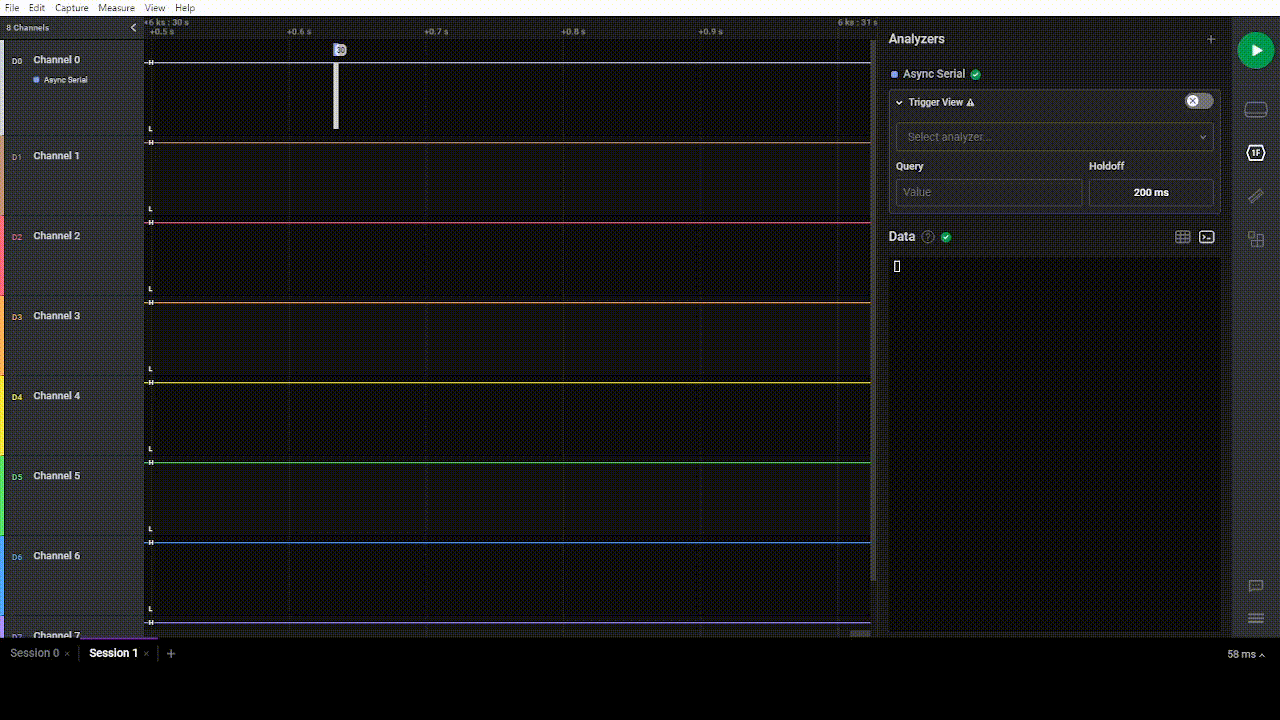 File Edit Capture Measure View Help
8 Channels
6 ks : 30 s
6 ks : 31 s
+0.5 s +0.6 s +0.7 s +0.8 s +0.9 s
D0 Channel 0
Async Serial
H
L
D1 Channel 1
H
L
D2 Channel 2
H
L
D3 Channel 3
H
L
D4 Channel 4
H
L
D5 Channel 5
H
L
D6 Channel 6
H
L
D7 Channel 7
H
Analyzers
Async Serial
Trigger View
Select analyzer...
Query Holdoff
Value 200 ms
Data
1F
Session 0 Session 1
58 ms